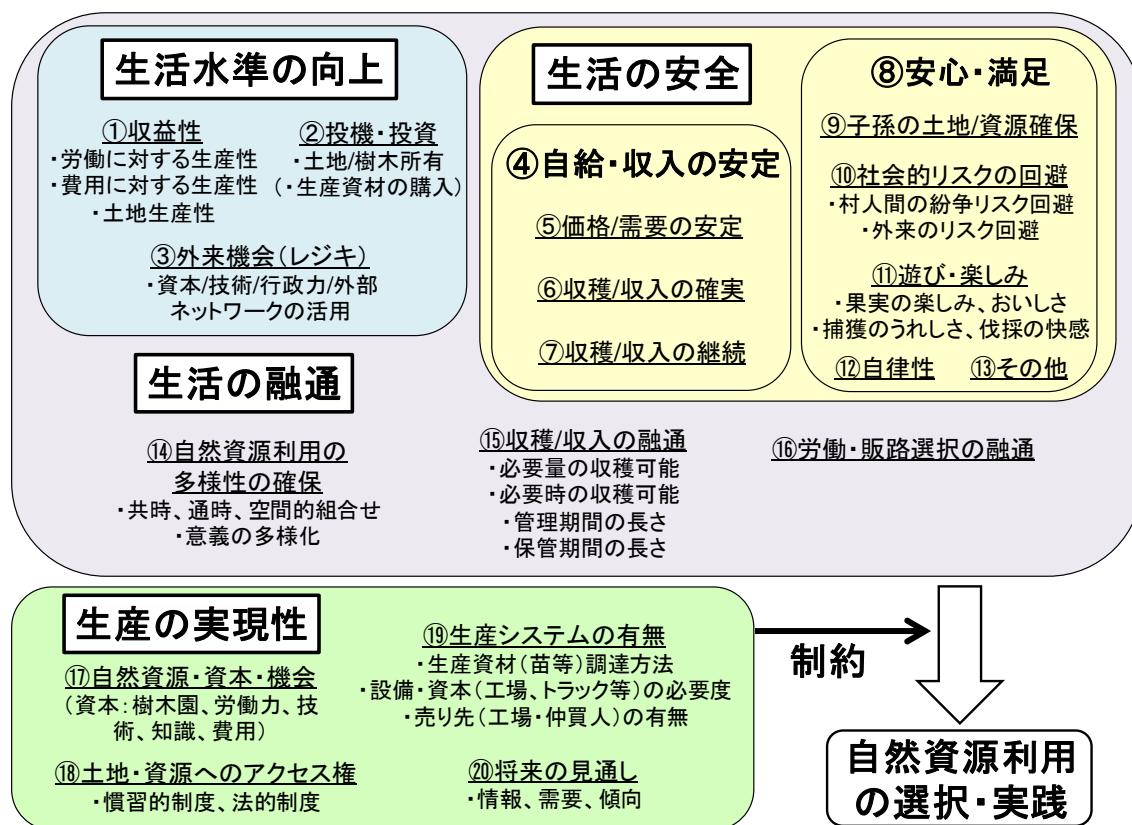 生活水準の向上
①収益性
・労働に対する生産性
・費用に対する生産性
・土地生産性
②投機・投資
・土地/樹木所有
(・生産資材の購入)
③外来機会(レジキ)
・資本/技術/行政力/外部
ネットワークの活用
生活の安全
④自給・収入の安定
⑤価格/需要の安定
⑥収穫/収入の確実
⑦収穫/収入の継続
⑧安心・満足
⑨子孫の土地/資源確保
⑩社会的リスクの回避
・村人間の紛争リスク回避
・外来のリスク回避
⑪遊び・楽しみ
・果実の楽しみ、おいしさ
・捕獲のうれしさ、伐採の快感
⑫自律性
⑬その他
生活の融通
⑭自然資源利用の
多様性の確保
・共時、通時、空間的組合せ
・意義の多様化
⑮収穫/収入の融通
・必要量の収穫可能
・必要時の収穫可能
・管理期間の長さ
・保管期間の長さ
⑯労働・販路選択の融通
生産の実現性
⑰自然資源・資本・機会
(資本:樹木園、労働力、技
術、知識、費用)
⑱土地・資源へのアクセス権
・慣習的制度、法的制度
⑲生産システムの有無
・生産資材(苗等)調達方法
・設備・資本(工場、トラック等)の必要度
・売り先(工場・仲買人)の有無
⑳将来の見通し
・情報、需要、傾向
制約
自然資源利用
の選択・実践